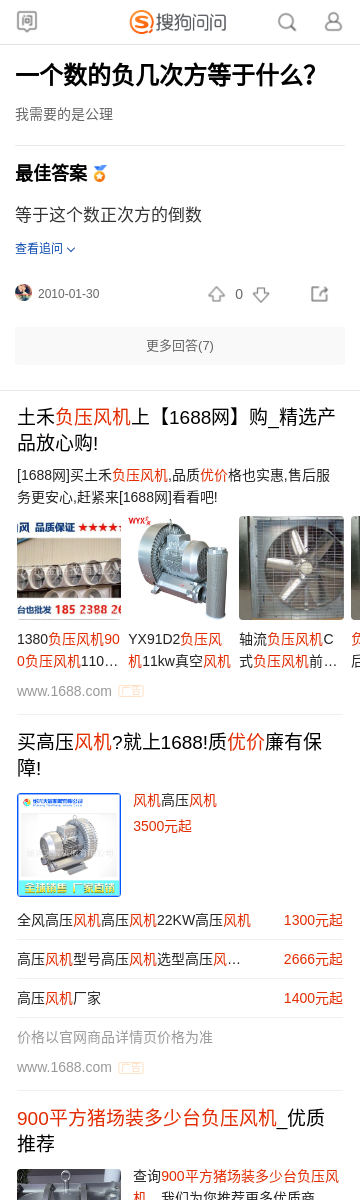 问 搜狗问问
一个数的负几次方等于什么?
我需要的是公理
最佳答案
等于这个数正次方的倒数
查看追问
2010-01-30 0
更多回答(7)
土禾负压风机上【1688网】购_精选产
品放心购!
[1688网]买土禾负压风机,品质优价格也实惠,售后服
务更安心,赶紧来[1688网]看看吧!
风 品质保证 ★★★★
台也批发
WYX
1380负压风机90
0负压风机110…
YX91D2负压风
机11kw真空风机
轴流负压风机C
式负压风机前…
负
后
www.1688.com 广告
买高压风机?就上1688!质优价廉有保
障!
全城销售 厂家直销
风机高压风机
3500元起
全风高压风机高压风机22KW高压风机 1300元起
高压风机型号高压风机选型高压风… 2666元起
高压风机厂家 1400元起
价格以官网商品详情页价格为准
www.1688.com 广告
900平方猪场装多少台负压风机_优质
推荐
查询900平方猪场装多少台负压风
机，我们为您推荐更多优质商